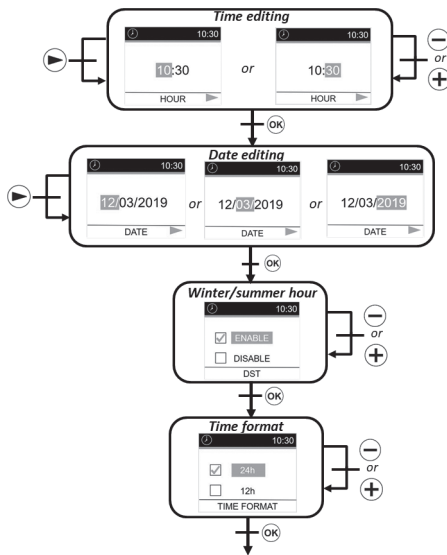 Time editing
10:30
10:30
10:30
or
10:30
HOUR
HOUR
or
OK
Date editing
10:30
10:30
10:30
12/03/2019
or
12/03/2019
or
12/03/2019
DATE
DATE
DATE
OK
Winter/summer hour
10:30
ENABLE
DISABLE
DST
or
OK
Time format
10:30
24h
12h
TIME FORMAT
or
OK